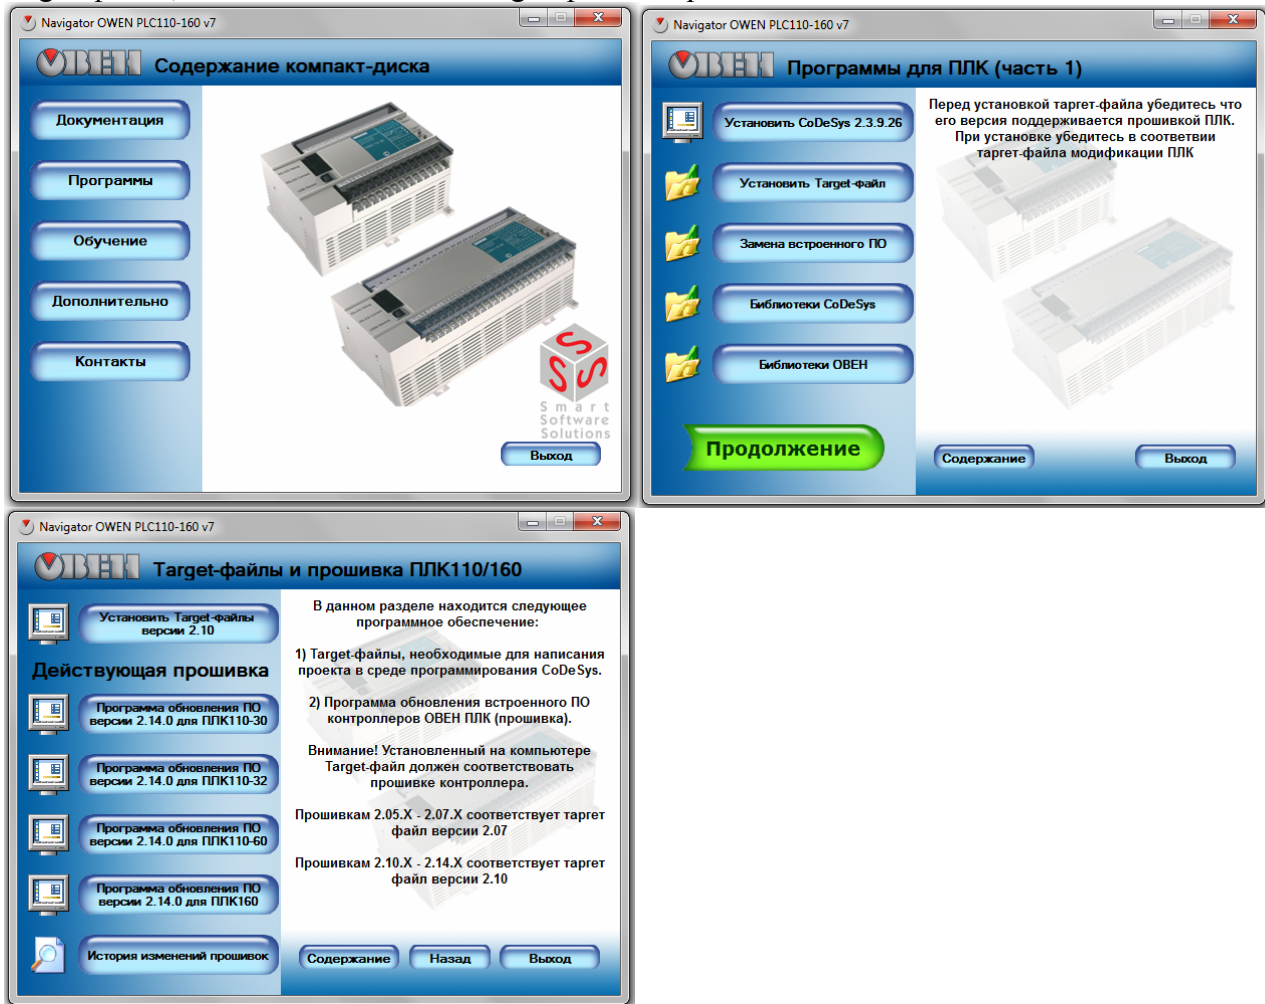 Navigator OWEN PLC110-160 v7
ОВЕН
Содержание компакт-диска
Документация
Программы
Обучение
Дополнительно
Контакты
Smart
Software
Solutions
Выход
Navigator OWEN PLC110-160 v7
ОВЕН
Программы для ПЛК (часть 1)
Установить CoDeSys 2.3.9.26
Установить Target-файл
Замена встроенного ПО
Библиотеки CoDeSys
Библиотеки ОВЕН
Продолжение
Перед установкой таргет-файла убедитесь что
его версия поддерживается прошивкой ПЛК.
При установке убедитесь в соответвии
таргет-файла модификации ПЛК
Содержание
Выход
Navigator OWEN PLC110-160 v7
ОВЕН
Target-файлы и прошивка ПЛК110/160
Установить Target-файлы
версии 2.10
Действующая прошивка
Программа обновления ПО
версии 2.14.0 для ПЛК110-30
Программа обновления ПО
версии 2.14.0 для ПЛК110-32
Программа обновления ПО
версии 2.14.0 для ПЛК110-60
Программа обновления ПО
версии 2.14.0 для ПЛК160
История изменений прошивок
В данном разделе находится следующее
программное обеспечение:
1) Target-файлы, необходимые для написания
проекта в среде программирования CoDeSys.
2) Программа обновления встроенного ПО
контроллеров ОВЕН ПЛК (прошивка).
Внимание! Установленный на компьютере
Target-файл должен соответствовать
прошивке контроллера.
Прошивкам 2.05.X - 2.07.X соответствует таргет
файл версии 2.07
Прошивкам 2.10.X - 2.14.X соответствует таргет
файл версии 2.10
Содержание
Назад
Выход